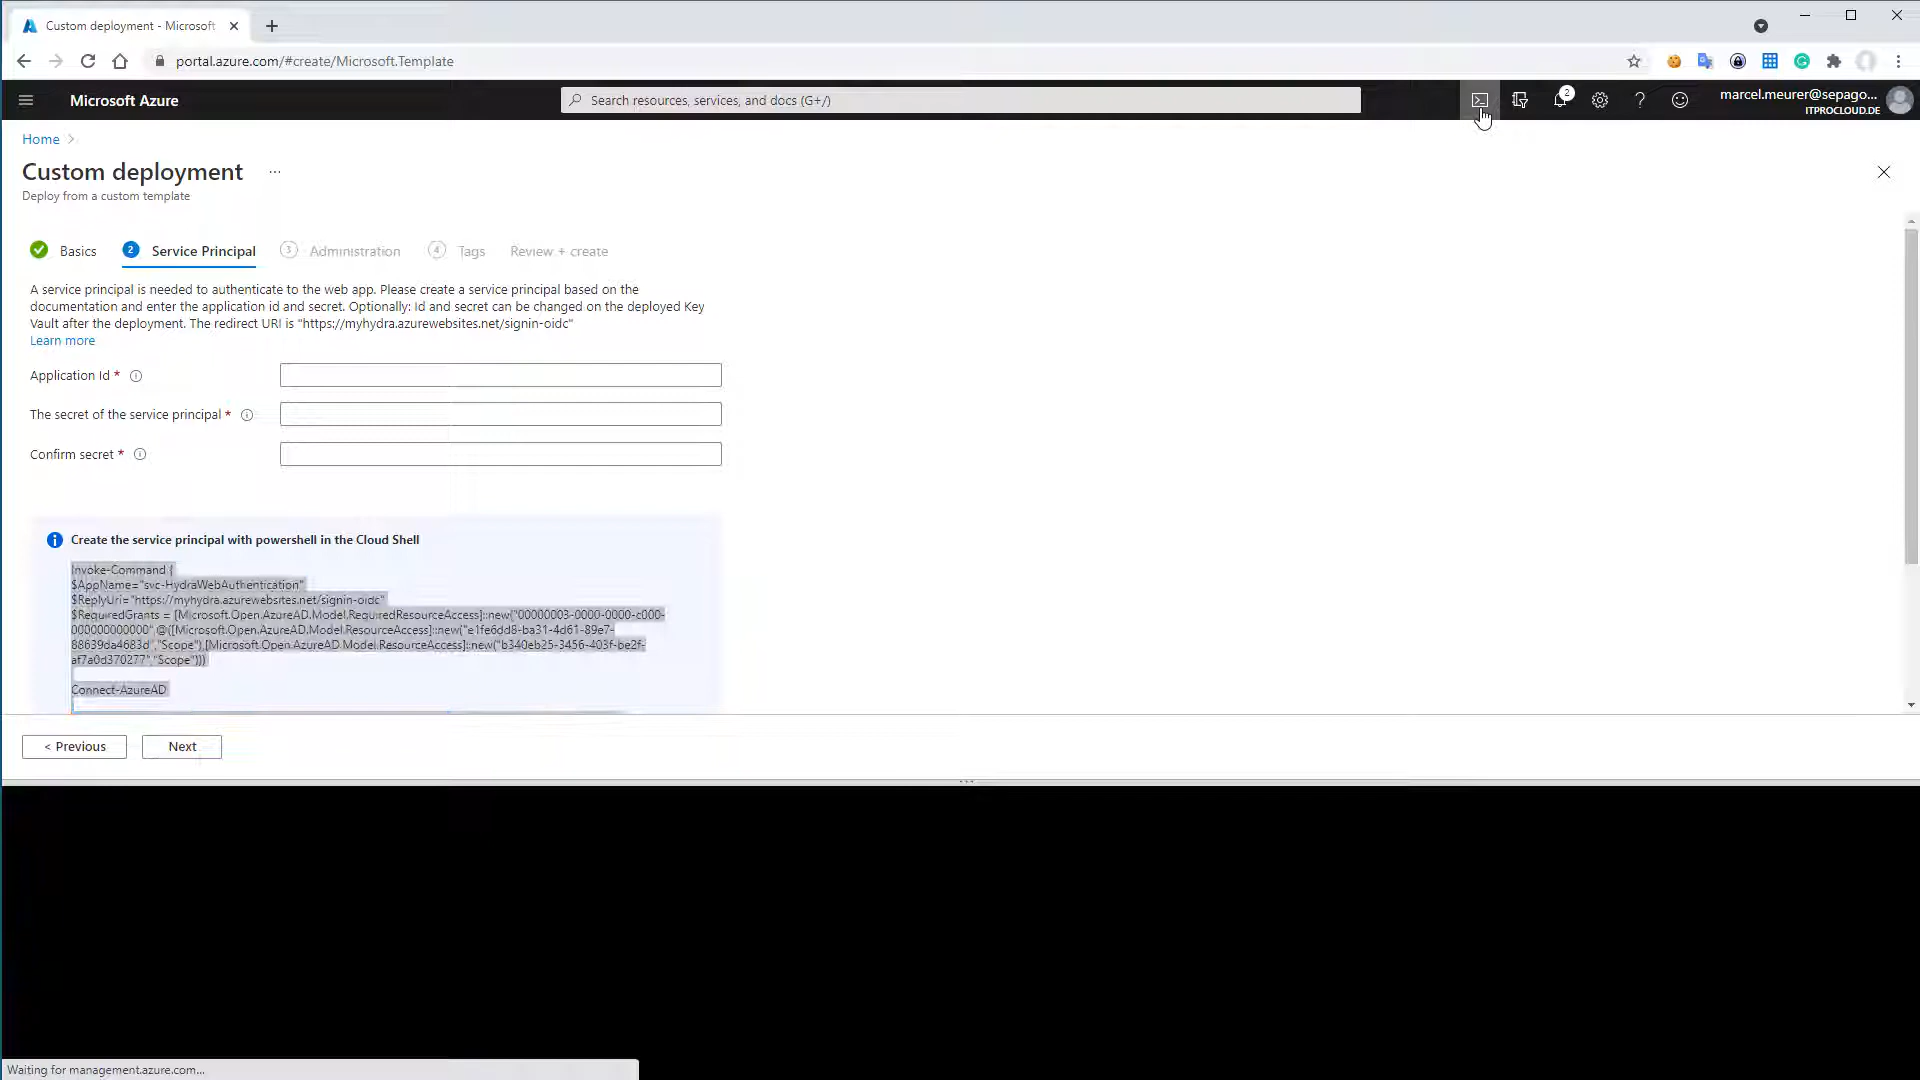 Custom deployment - Microsoft
portal.azure.com/#create/Microsoft.Template
Microsoft Azure
Search resources, services, and docs (G+/)
2
marcel.meurer@sepago...
ITPROCLOUD.DE
Home
Custom deployment ...
Deploy from a custom template
Basics
2 Service Principal
3 Administration
4 Tags
Review + create
A service principal is needed to authenticate to the web app. Please create a service principal based on the
documentation and enter the application id and secret. Optionally: Id and secret can be changed on the deployed Key
Vault after the deployment. The redirect URI is "https://myhydra.azurewebsites.net/signin-oidc"
Learn more
Application Id *
The secret of the service principal *
Confirm secret *
Create the service principal with powershell in the Cloud Shell
Invoke-Command {
$AppName="svc-HydraWebAuthentication"
$ReplyUri="https://myhydra.azurewebsites.net/signin-oidc"
$RequiredGrants = [Microsoft.Open.AzureAD.Model.RequiredResourceAccess]::new("00000003-0000-0000-c000-
000000000000",@([Microsoft.Open.AzureAD.Model.ResourceAccess]::new("e1fe6dd8-ba31-4d61-89e7-
88639da4683d","Scope"),[Microsoft.Open.AzureAD.Model.ResourceAccess]::new("b340eb25-3456-403f-be2f-
af7a0d370277","Scope")))
Connect-AzureAD
< Previous
Next
Waiting for management.azure.com...